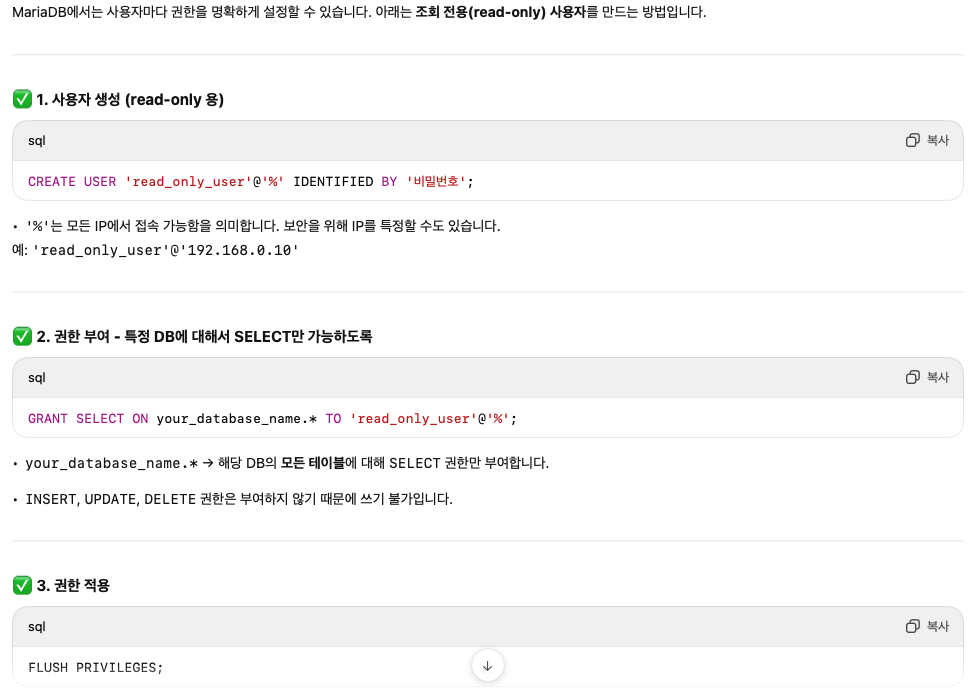 MariaDB에서는 사용자마다 권한을 명확하게 설정할 수 있습니다. 아래는 조회 전용(read-only) 사용자를 만드는 방법입니다.
✅ 1. 사용자 생성 (read-only 용)
sql 복사
CREATE USER 'read_only_user'@'%' IDENTIFIED BY '비밀번호';
• '%'는 모든 IP에서 접속 가능함을 의미합니다. 보안을 위해 IP를 특정할 수도 있습니다.
예: 'read_only_user'@'192.168.0.10'
✅ 2. 권한 부여 - 특정 DB에 대해서 SELECT만 가능하도록
sql 복사
GRANT SELECT ON your_database_name.* TO 'read_only_user'@'%';
• your_database_name.* → 해당 DB의 모든 테이블에 대해 SELECT 권한만 부여합니다.
• INSERT, UPDATE, DELETE 권한은 부여하지 않기 때문에 쓰기 불가입니다.
✅ 3. 권한 적용
sql 복사
FLUSH PRIVILEGES;